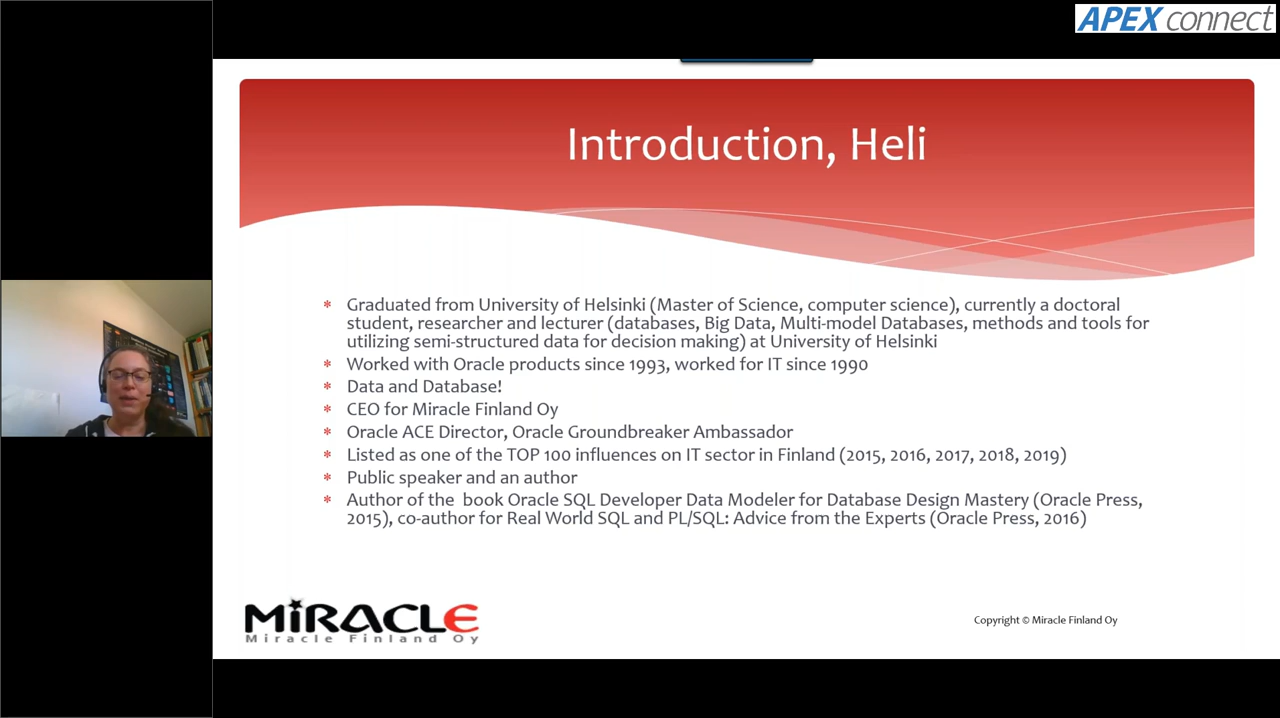 APEX connect
Introduction, Heli
* Graduated from University of Helsinki (Master of Science, computer science), currently a doctoral
student, researcher and lecturer (databases, Big Data, Multi-model Databases, methods and tools for
utilizing semi-structured data for decision making) at University of Helsinki
* Worked with Oracle products since 1993, worked for IT since 1990
* Data and Database!
* CEO for Miracle Finland Oy
* Oracle ACE Director, Oracle Groundbreaker Ambassador
* Listed as one of the TOP 100 influences on IT sector in Finland (2015, 2016, 2017, 2018, 2019)
* Public speaker and an author
* Author of the  book Oracle SQL Developer Data Modeler for Database Design Mastery (Oracle Press,
2015), co-author for Real World SQL and PL/SQL: Advice from the Experts (Oracle Press, 2016)
MiRACLE
Miracle Finland Oy
Copyright © Miracle Finland Oy